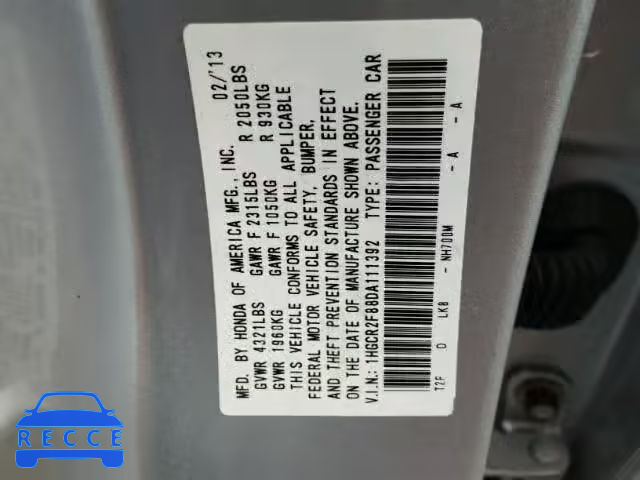 MFD. BY HONDA OF AMERICA MFG., INC. 02/'13
GVWR 4321LBS GAWR F 2315LBS R 2050LBS
GVWR 1960KG GAWR F 1050KG R 930KG
THIS VEHICLE CONFORMS TO ALL APPLICABLE
FEDERAL MOTOR VEHICLE SAFETY, BUMPER,
AND THEFT PREVENTION STANDARDS IN EFFECT
ON THE DATE OF MANUFACTURE SHOWN ABOVE.
V.I.N.: 1HGCR2F88DA111392 TYPE: PASSENGER CAR
T2F D LKB - NH700M - A - A
RECCE